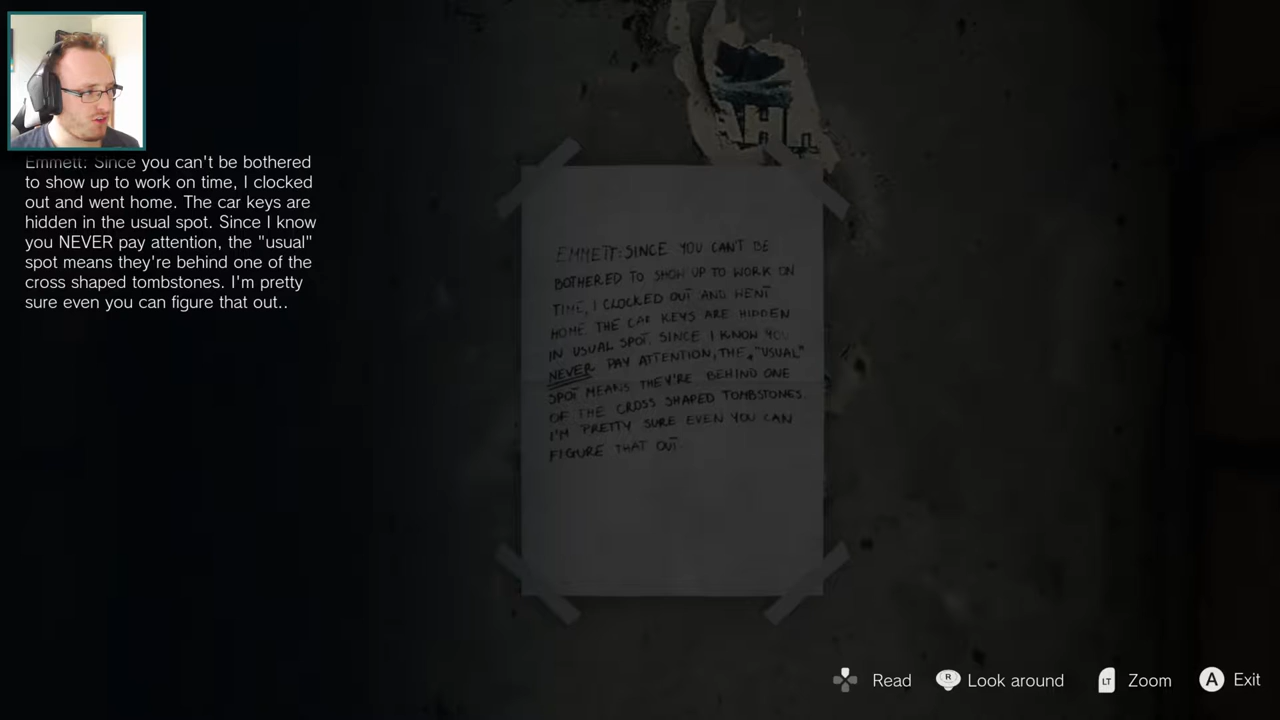 Emmett: Since you can't be bothered
to show up to work on time, I clocked
out and went home. The car keys are
hidden in the usual spot. Since I know
you NEVER pay attention, the "usual"
spot means they're behind one of the
cross shaped tombstones. I'm pretty
sure even you can figure that out..
EMMETT: SINCE YOU CAN'T BE
BOTHERED TO SHOW UP TO WORK ON
TIME, I CLOCKED OUT AND WENT
HOME. THE CAR KEYS ARE HIDDEN
IN USUAL SPOT. SINCE I KNOW YOU
NEVER PAY ATTENTION, THE "USUAL"
SPOT MEANS THEY'RE BEHIND ONE
OF THE CROSS SHAPED TOMBSTONES.
I'M PRETTY SURE EVEN YOU CAN
FIGURE THAT OUT.
Read
R Look around
LT Zoom
A Exit